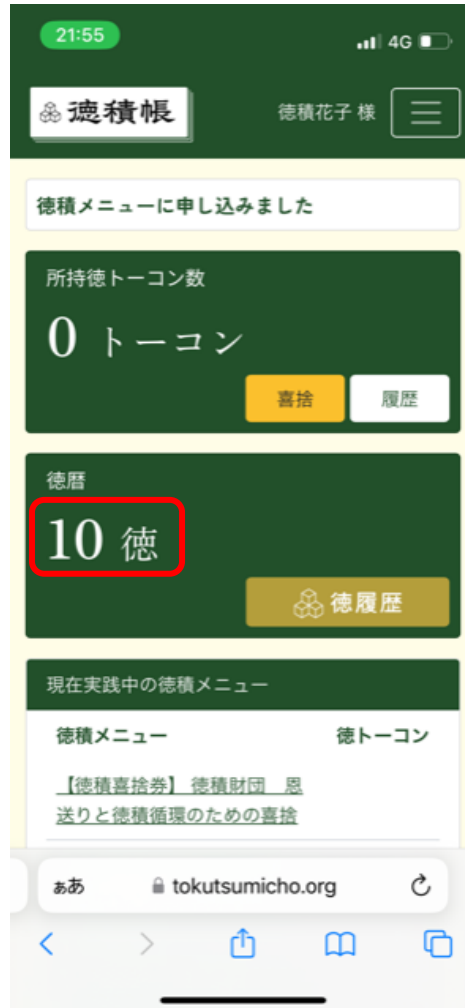 21:55
4G
徳積帳
徳積花子 様
徳積メニューに申し込みました
所持徳トーコン数
0 トーコン
喜捨
履歴
徳暦
10 徳
徳履歴
現在実践中の徳積メニュー
徳積メニュー
徳トーコン
【徳積喜捨券】 徳積財団 恩
送りと徳積循環のための喜捨
ぁあ
tokutsumicho.org